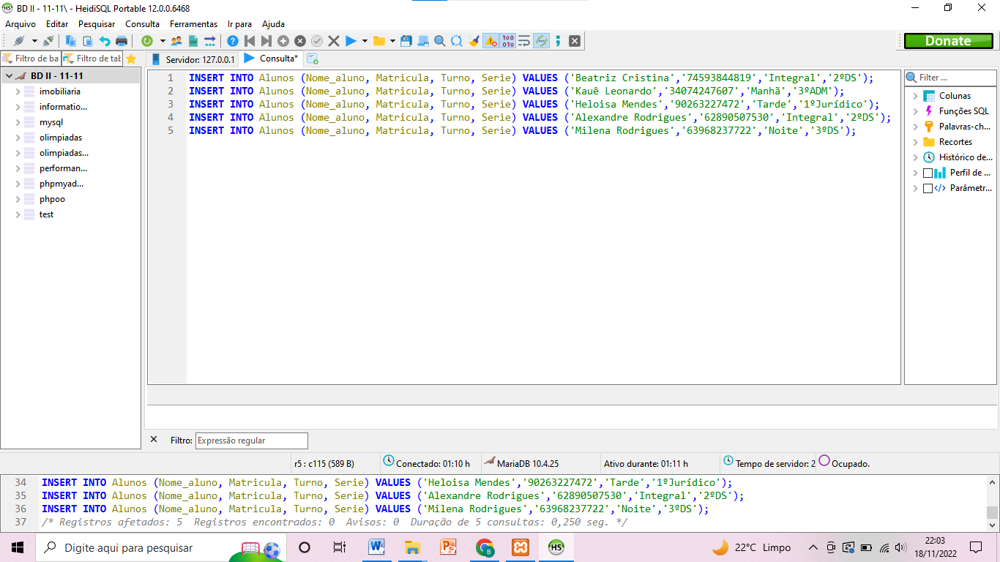 HS BD II - 11-11\ - HeidiSQL Portable 12.0.0.6468
Arquivo Editar Pesquisar Consulta Ferramentas Ir para Ajuda
Donate
Filtro de ba Filtro de tab Servidor: 127.0.0.1 Consulta*
BD II - 11-11
imobiliaria
informatio...
mysql
olimpiadas
olimpiadas...
performan...
phpmyad...
phpoo
test
1 INSERT INTO Alunos (Nome_aluno, Matricula, Turno, Serie) VALUES ('Beatriz Cristina','74593844819','Integral','2ºDS');
2 INSERT INTO Alunos (Nome_aluno, Matricula, Turno, Serie) VALUES ('Kauê Leonardo','34074247607','Manhã','3ºADM');
3 INSERT INTO Alunos (Nome_aluno, Matricula, Turno, Serie) VALUES ('Heloisa Mendes','90263227472','Tarde','1ºJurídico');
4 INSERT INTO Alunos (Nome_aluno, Matricula, Turno, Serie) VALUES ('Alexandre Rodrigues','62890507530','Integral','2ºDS');
5 INSERT INTO Alunos (Nome_aluno, Matricula, Turno, Serie) VALUES ('Milena Rodrigues','63968237722','Noite','3ºDS');
Filter ...
Colunas
Funções SQL
Palavras-ch...
Recortes
Histórico de...
Perfil de ...
Parâmetr...
Filtro: Expressão regular
r5 : c115 (589 B) Conectado: 01:10 h MariaDB 10.4.25 Ativo durante: 01:11 h Tempo de servidor: 2 Ocupado.
34 INSERT INTO Alunos (Nome_aluno, Matricula, Turno, Serie) VALUES ('Heloisa Mendes','90263227472','Tarde','1ºJurídico');
35 INSERT INTO Alunos (Nome_aluno, Matricula, Turno, Serie) VALUES ('Alexandre Rodrigues','62890507530','Integral','2ºDS');
36 INSERT INTO Alunos (Nome_aluno, Matricula, Turno, Serie) VALUES ('Milena Rodrigues','63968237722','Noite','3ºDS');
37 /* Registros afetados: 5 Registros encontrados: 0 Avisos: 0 Duração de 5 consultas: 0,250 seg. */
Digite aqui para pesquisar
HS
22°C Limpo
22:03
18/11/2022